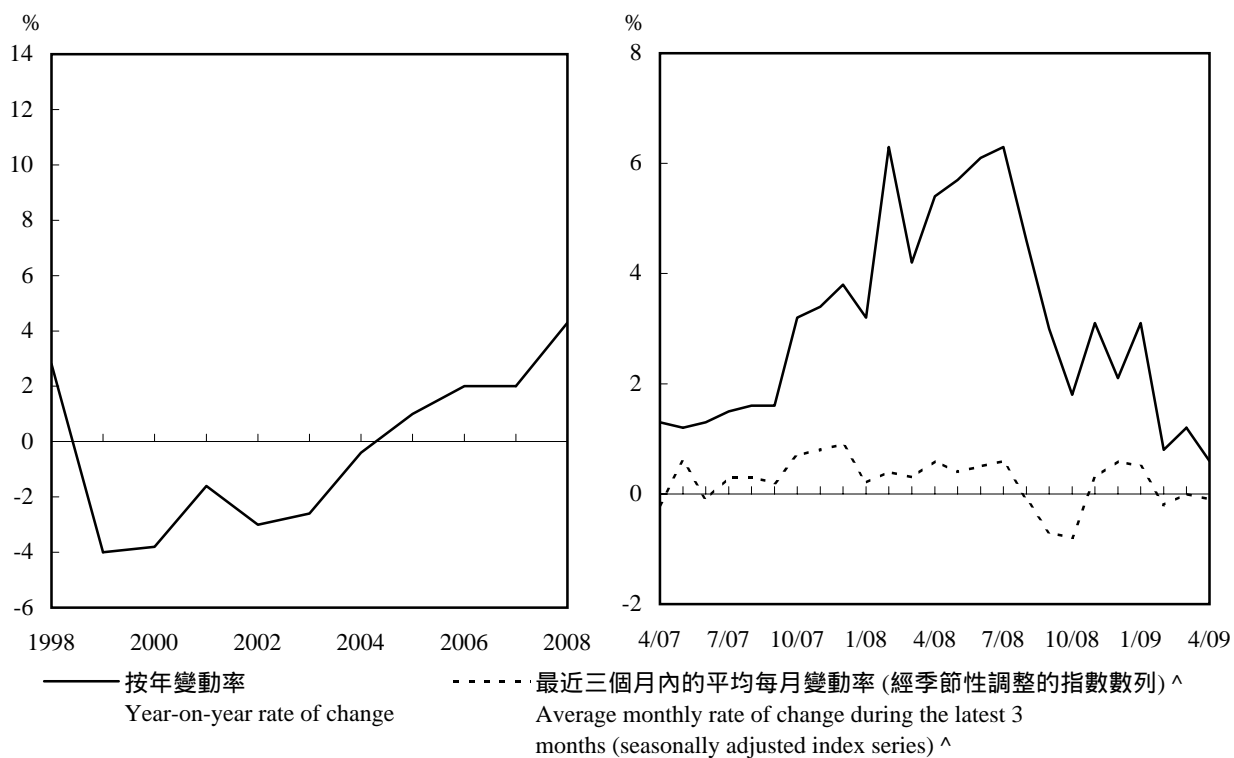 %
14
12
10
8
6
4
2
0
-2
-4
-6
1998 2000 2002 2004 2006 2008
%
8
6
4
2
0
-2
4/07 7/07 10/07 1/08 4/08 7/08 10/08 1/09 4/09
按年變動率
Year-on-year rate of change
最近三個月內的平均每月變動率 (經季節性調整的指數數列) ^
Average monthly rate of change during the latest 3
months (seasonally adjusted index series) ^